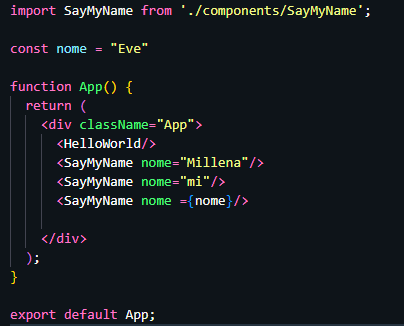 import SayMyName from './components/SayMyName';
const nome = "Eve"
function App() {
return (
<div className="App">
<HelloWorld/>
<SayMyName nome="Millena"/>
<SayMyName nome="mi"/>
<SayMyName nome ={nome}/>
</div>
);
}
export default App;